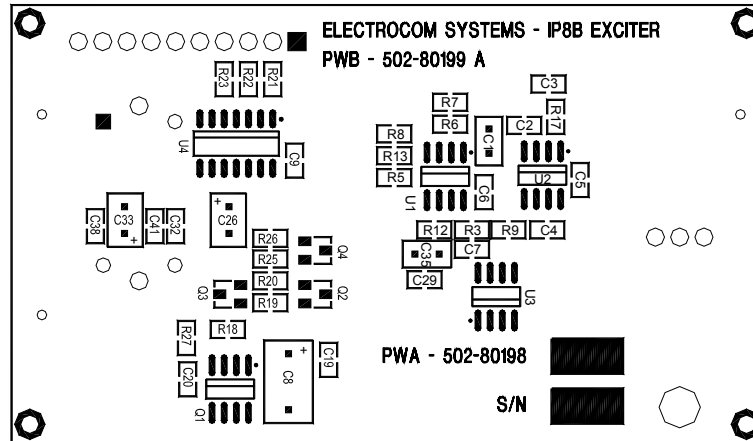 ELECTROCOM SYSTEMS - IP8B EXCITER
PWB - 502-80199 A
R23
R22
R21
C3
R7
R17
R6
C2
R8
C1
R13
U4
C9
R5
U2
C5
C6
U1
C38
C33
C41
C32
C26
R26
R12
R3
R9
C4
Q4
R25
C35
C7
R20
C29
Q3
R19
Q2
U3
R18
R27
C19
PWA - 502-80198
C20
C8
Q1
S/N